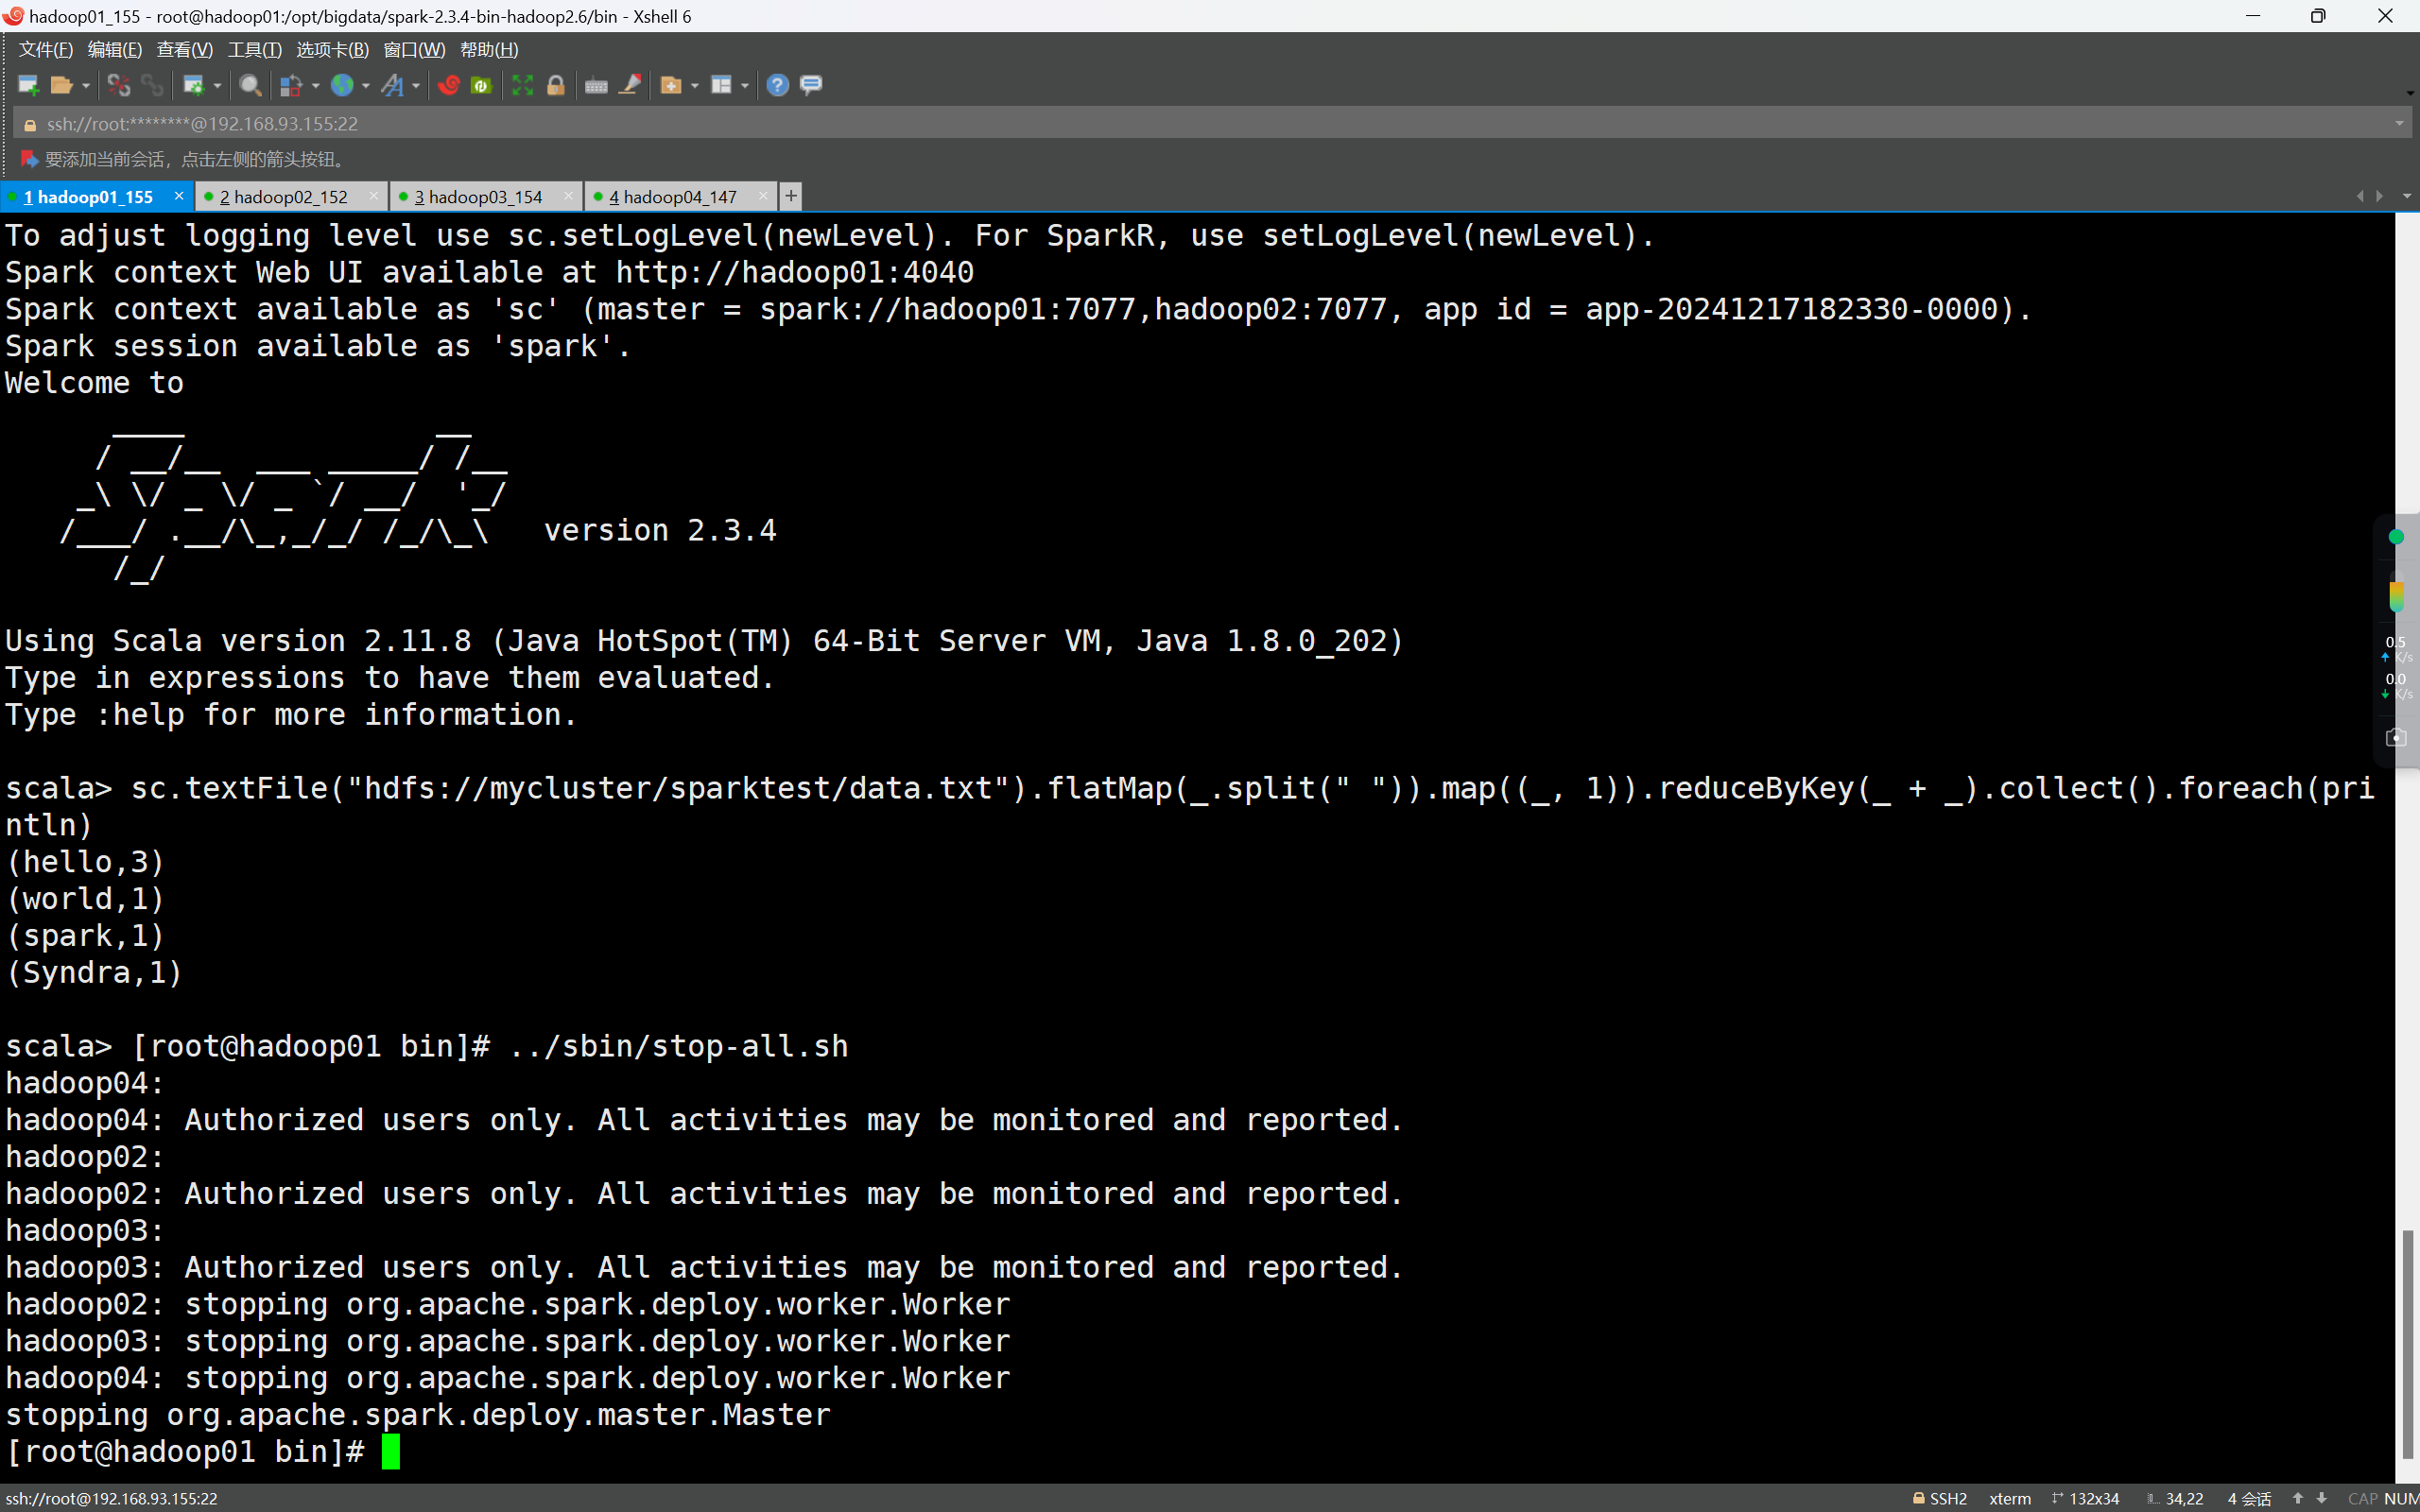 hadoop01_155 - root@hadoop01:/opt/bigdata/spark-2.3.4-bin-hadoop2.6/bin - Xshell 6
文件(F) 编辑(E) 查看(V) 工具(T) 选项卡(B) 窗口(W) 帮助(H)
ssh://root:********@192.168.93.155:22
要添加当前会话，点击左侧的箭头按钮。
1 hadoop01_155 × 2 hadoop02_152 × 3 hadoop03_154 × 4 hadoop04_147 × +
To adjust logging level use sc.setLogLevel(newLevel). For SparkR, use setLogLevel(newLevel).
Spark context Web UI available at http://hadoop01:4040
Spark context available as 'sc' (master = spark://hadoop01:7077,hadoop02:7077, app id = app-20241217182330-0000).
Spark session available as 'spark'.
Welcome to
      ____              __
     / __/__  ___ _____/ /__
    _\ \/ _ \/ _ `/ __/  '_/
   /___/ .__/\_,_/_/ /_/\_\   version 2.3.4
      /_/
Using Scala version 2.11.8 (Java HotSpot(TM) 64-Bit Server VM, Java 1.8.0_202)
Type in expressions to have them evaluated.
Type :help for more information.
scala> sc.textFile("hdfs://mycluster/sparktest/data.txt").flatMap(_.split(" ")).map((_, 1)).reduceByKey(_ + _).collect().foreach(pri
ntln)
(hello,3)
(world,1)
(spark,1)
(Syndra,1)
scala> [root@hadoop01 bin]# ../sbin/stop-all.sh
hadoop04:
hadoop04: Authorized users only. All activities may be monitored and reported.
hadoop02:
hadoop02: Authorized users only. All activities may be monitored and reported.
hadoop03:
hadoop03: Authorized users only. All activities may be monitored and reported.
hadoop02: stopping org.apache.spark.deploy.worker.Worker
hadoop03: stopping org.apache.spark.deploy.worker.Worker
hadoop04: stopping org.apache.spark.deploy.worker.Worker
stopping org.apache.spark.deploy.master.Master
[root@hadoop01 bin]#
0.5
K/s
0.0
K/s
ssh://root@192.168.93.155:22 SSH2 xterm 132x34 34,22 4 会话 CAP NUM